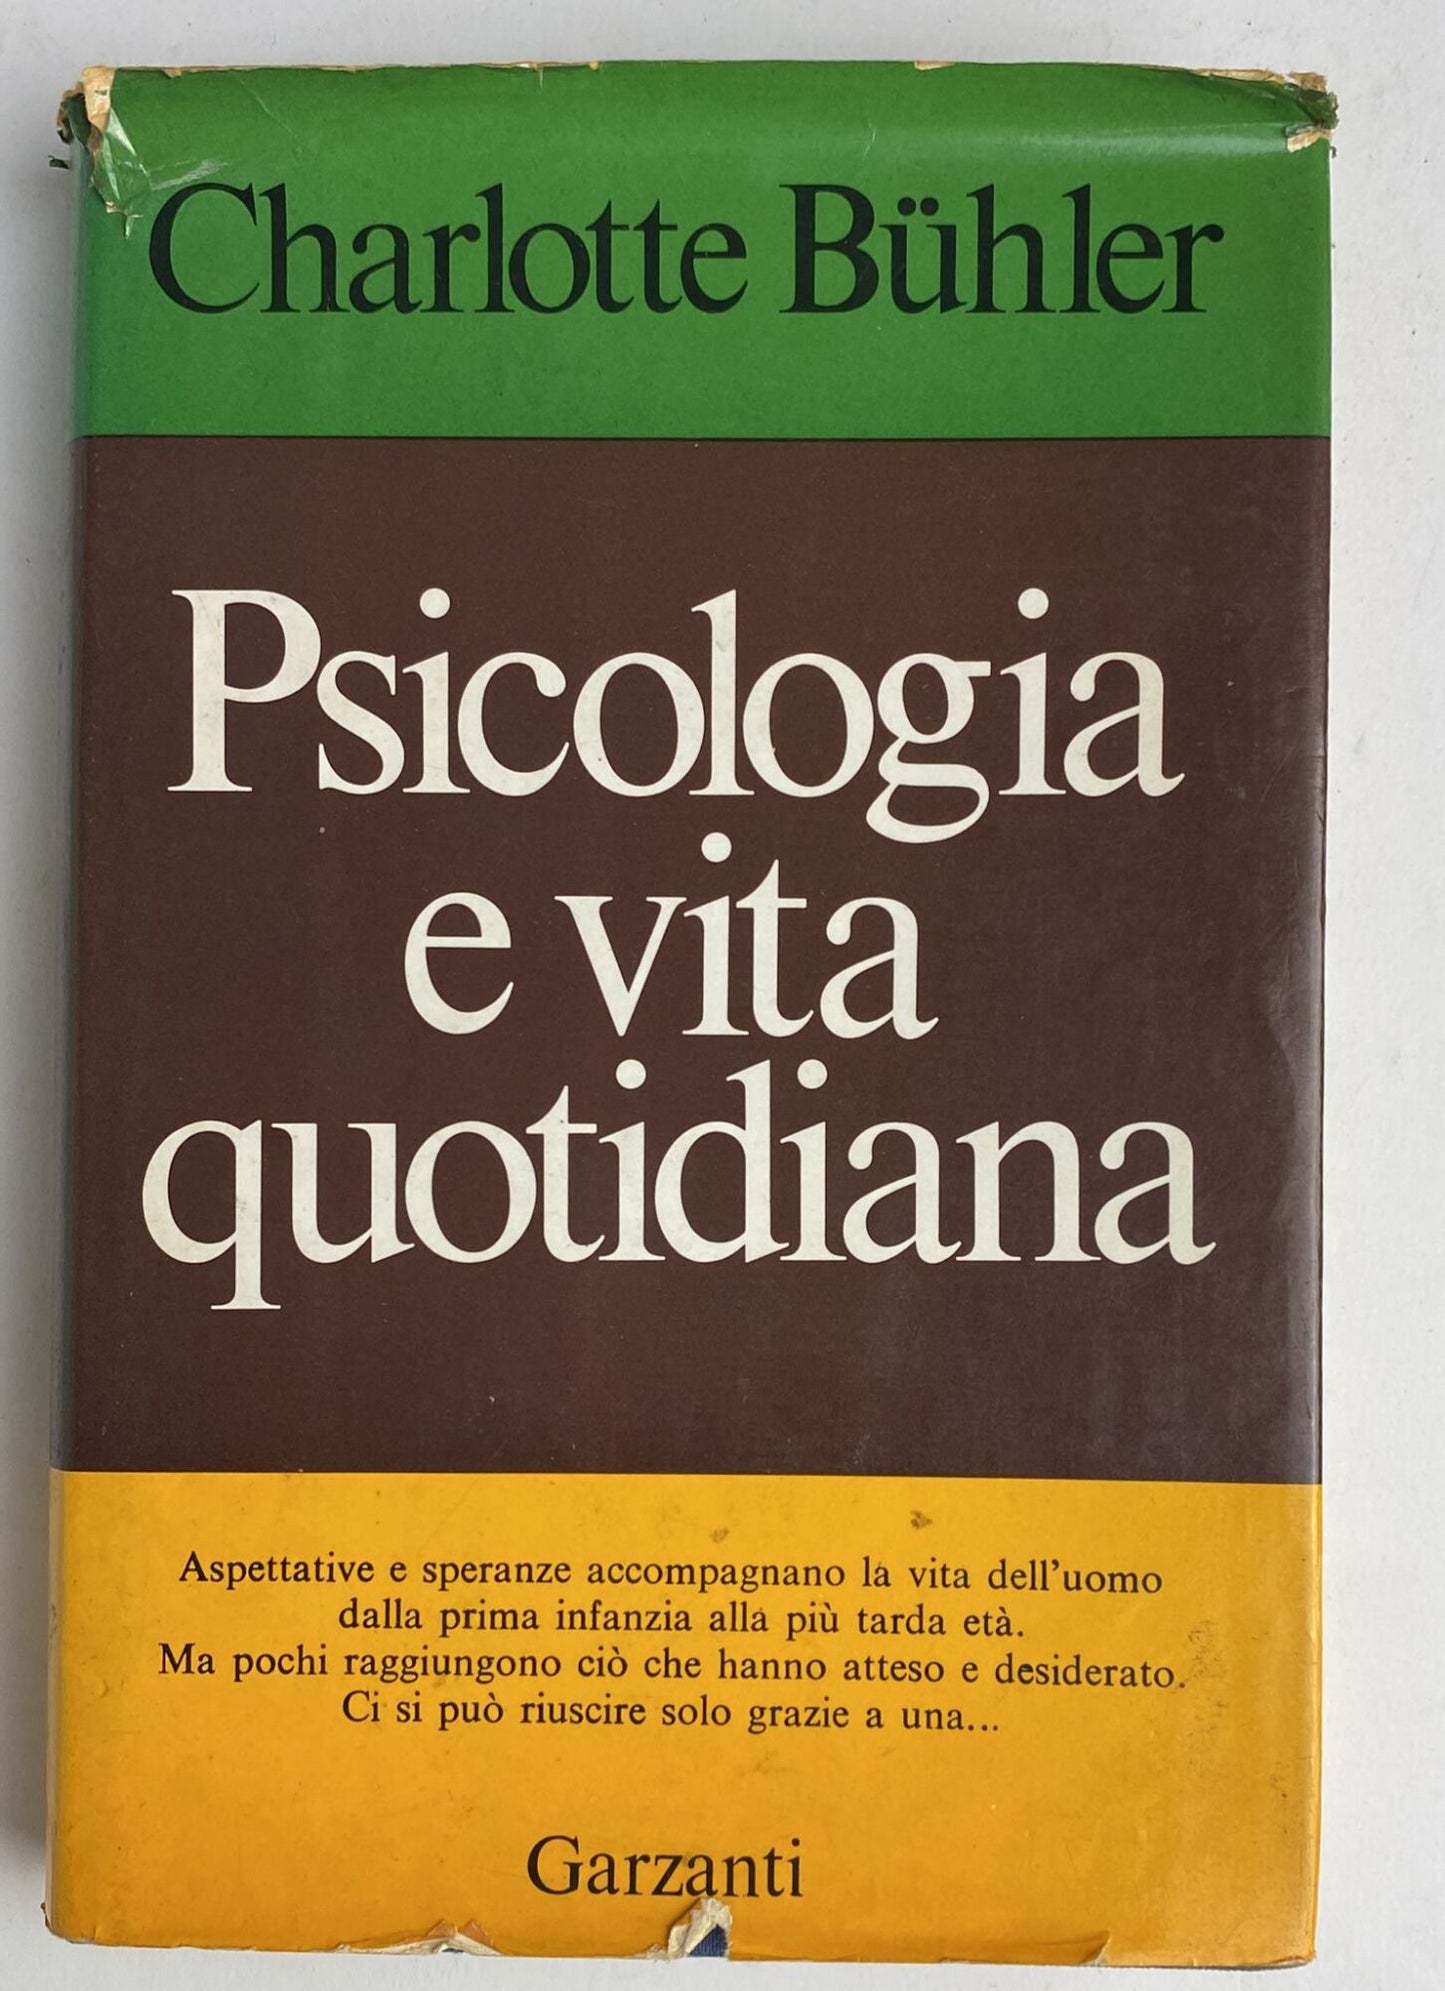 Charlotte Bühler
Psicologia
e vita
quotidiana
Aspettative e speranze accompagnano la vita dell'uomo
dalla prima infanzia alla più tarda età.
Ma pochi raggiungono ciò che hanno atteso e desiderato.
Ci si può riuscire solo grazie a una...
Garzanti